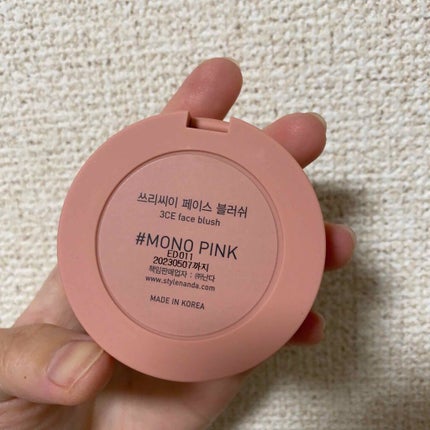 쓰리씨이 페이스 블러쉬
3CE face blush
#MONO PINK
ED011
20230507까지
책임판매업자 : ㈜난다
www.stylenanda.com
MADE IN KOREA